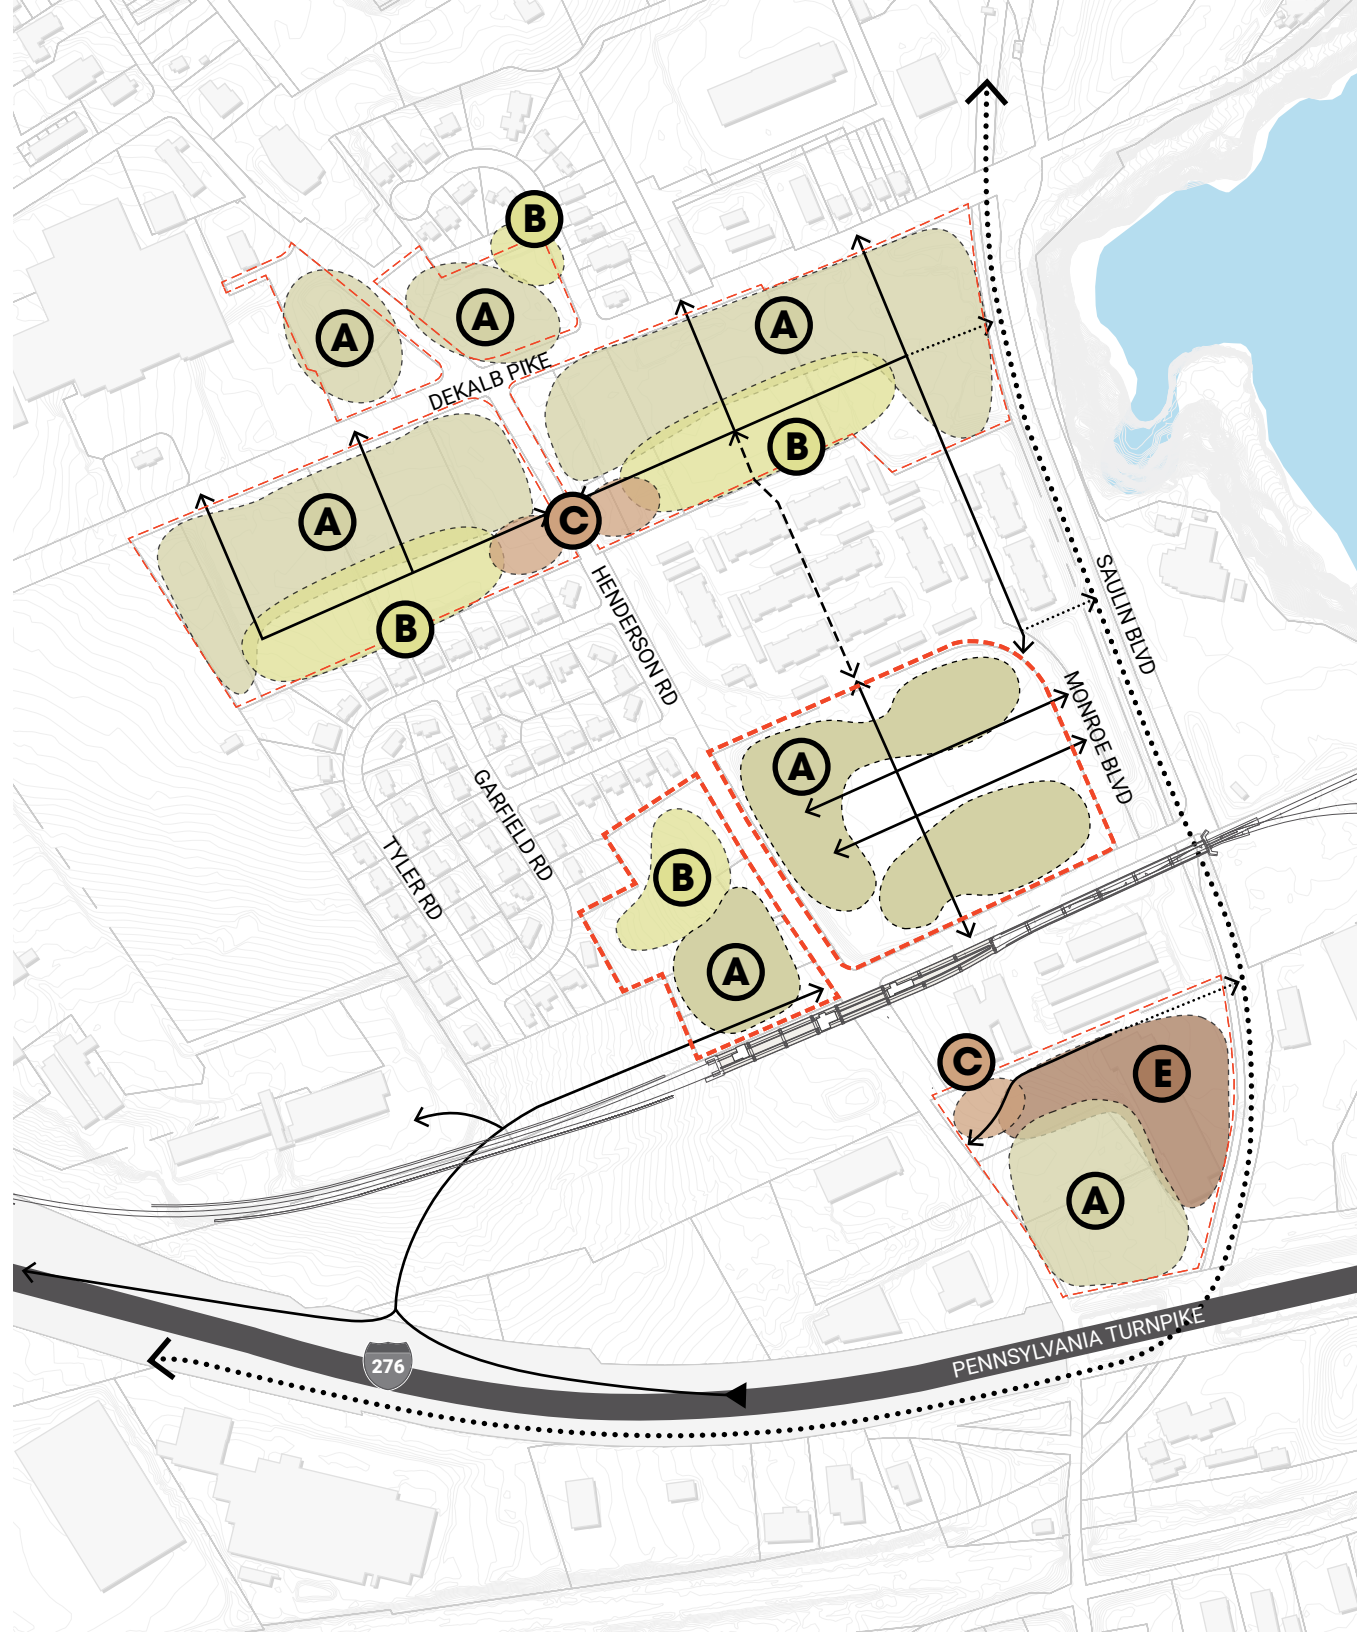 B
A
A
A
DEKALB PIKE
B
A
C
B
HENDERSON RD
SAULIN BLVD
MONROE BLVD
A
GARFIELD RD
TYLER RD
B
A
C
E
A
PENNSYLVANIA TURNPIKE
276